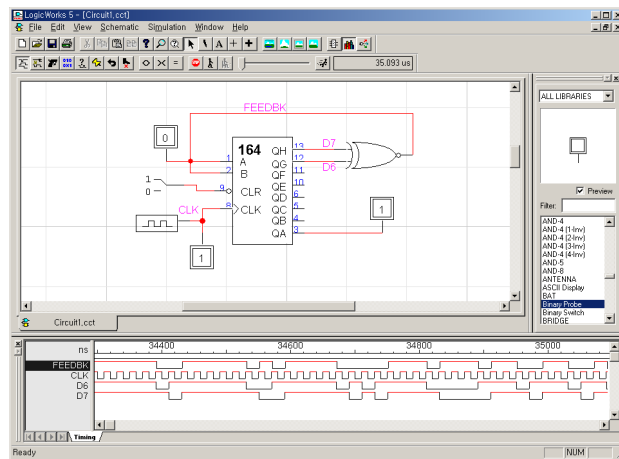 LogicWorks 5 - [Circuit1.cct]
File Edit View Schematic Simulation Window Help
35.093 us
FEEDBK
ALL LIBRARIES
0
164
13
D7
1
A
QH
12
2
B
QG
D6
11
QF
10
1
QE
0
9
CLR
6
QD
5
QC
CLK
8
CLK
4
QB
1
3
QA
1
Preview
Filter:
AND-4
AND-4 (1-Inv)
AND-4 (2-Inv)
AND-4 (3-Inv)
AND-4 (4-Inv)
AND-5
AND-8
ANTENNA
ASCII Display
BAT
Binary Probe
Binary Switch
BRIDGE
Circuit1.cct
ns
34400
34600
34800
35000
FEEDBK
CLK
D6
D7
Timing
Ready
NUM